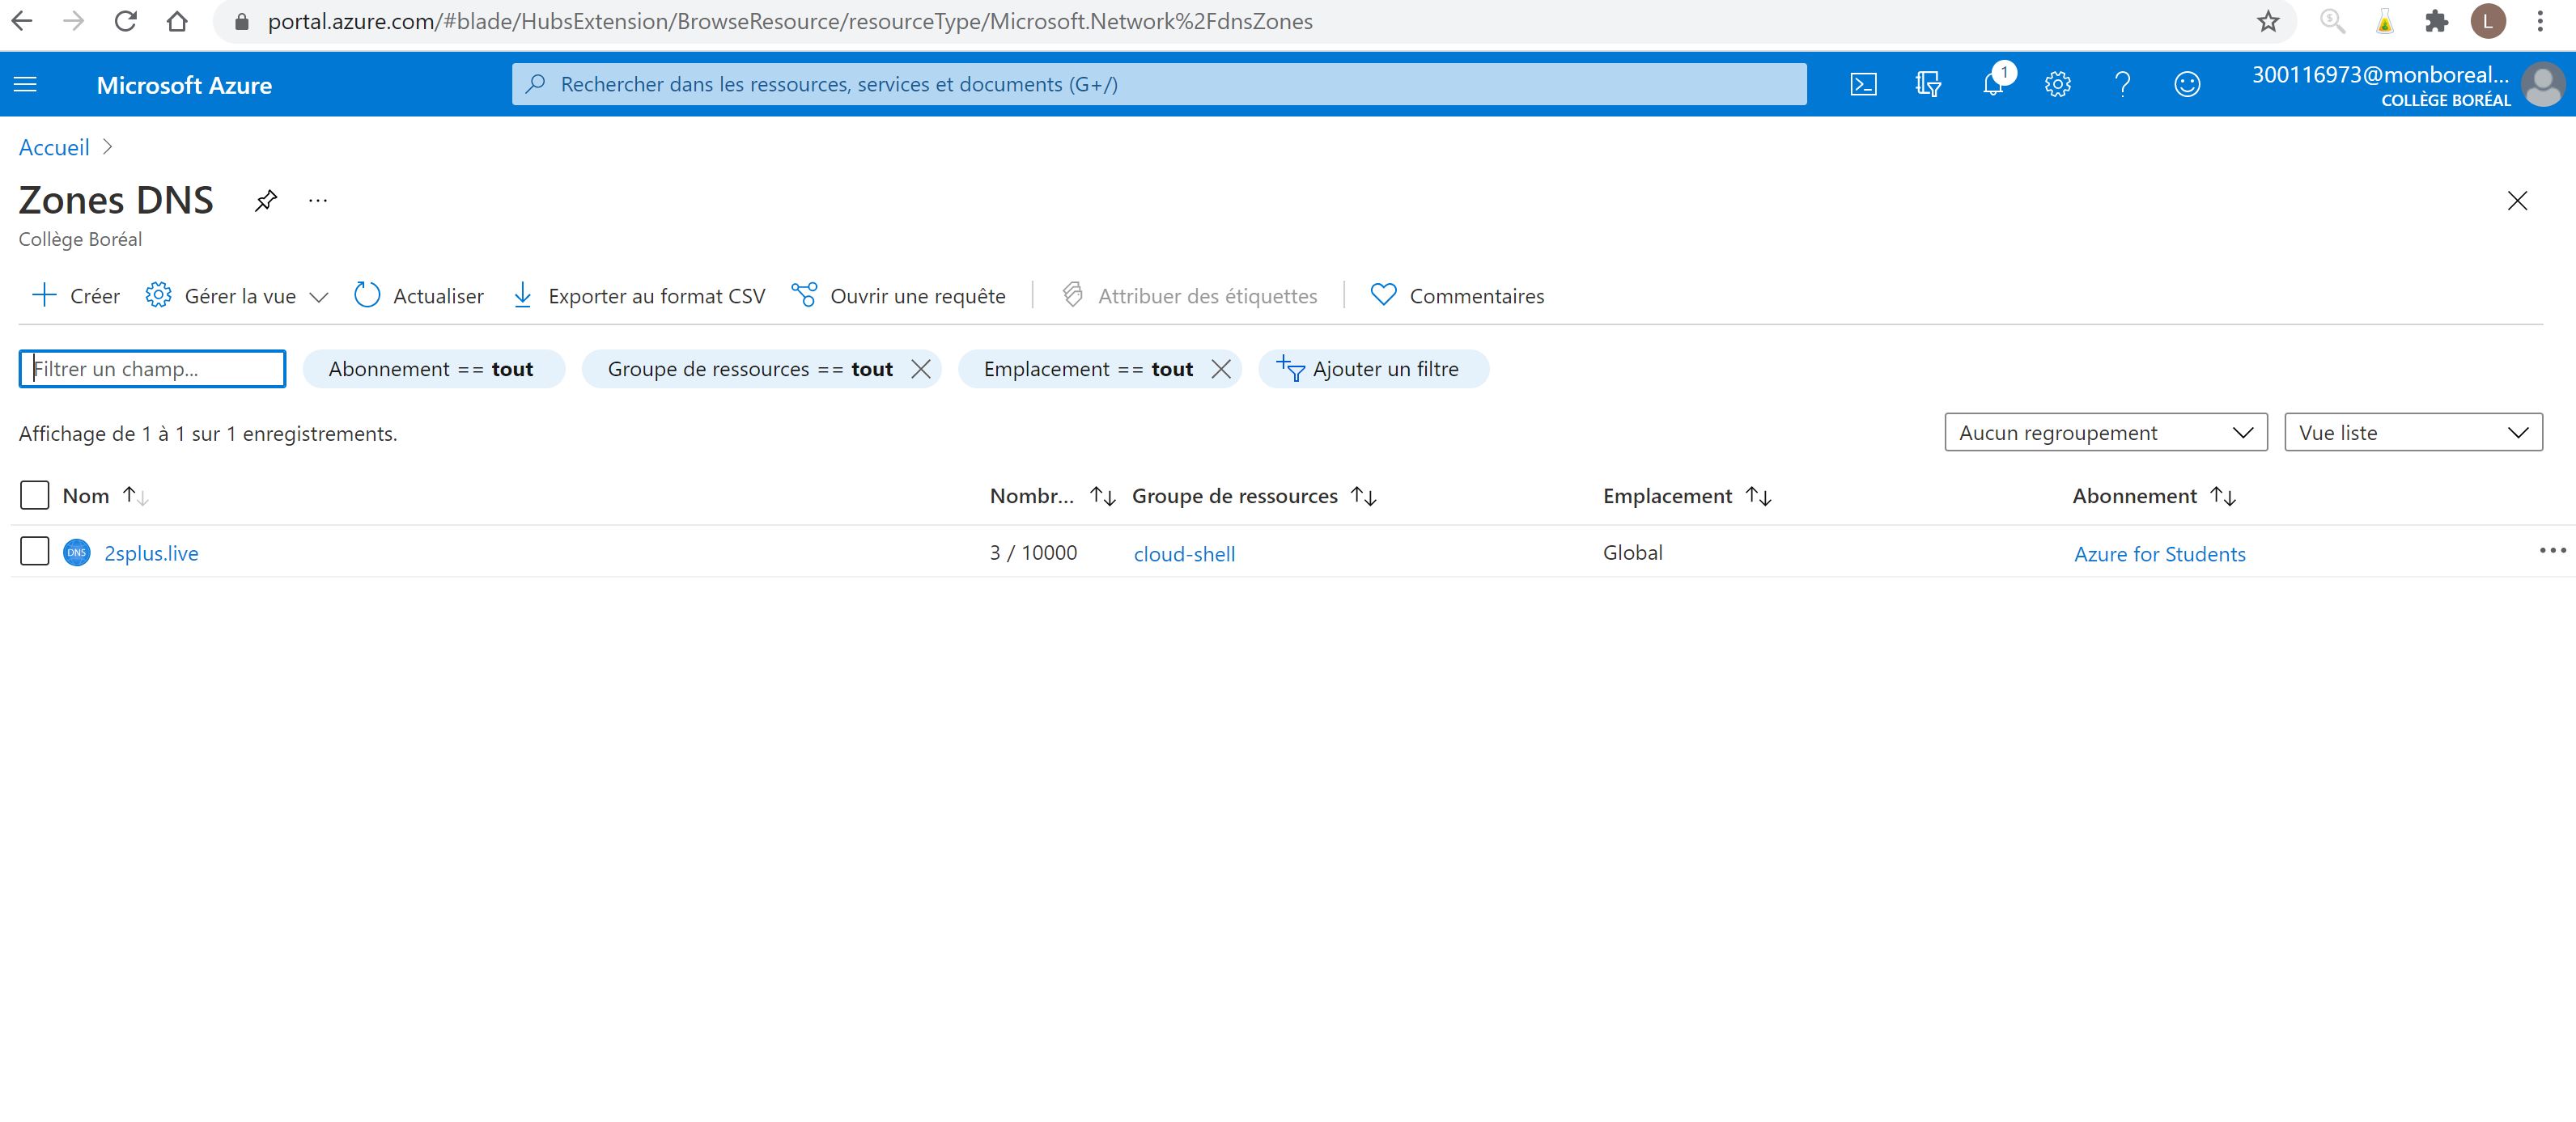 portal.azure.com/#blade/HubsExtension/BrowseResource/resourceType/Microsoft.Network%2FdnsZones
L
Microsoft Azure
Rechercher dans les ressources, services et documents (G+/)
1
300116973@monboreal...
COLLÈGE BORÉAL
Accueil
Zones DNS
Collège Boréal
Créer
Gérer la vue
Actualiser
Exporter au format CSV
Ouvrir une requête
Attribuer des étiquettes
Commentaires
Filtrer un champ...
Abonnement == tout
Groupe de ressources == tout
Emplacement == tout
Ajouter un filtre
Affichage de 1 à 1 sur 1 enregistrements.
Aucun regroupement
Vue liste
Nom
Nombr...
Groupe de ressources
Emplacement
Abonnement
DNS
2splus.live
3 / 10000
cloud-shell
Global
Azure for Students